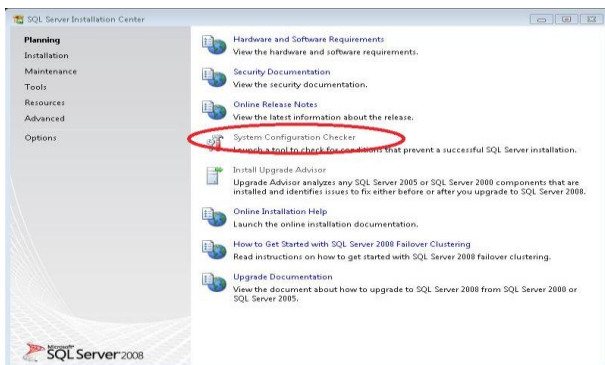 SQL Server Installation Center
Planning
Installation
Maintenance
Tools
Resources
Advanced
Options
Hardware and Software Requirements
View the hardware and software requirements.
Security Documentation
View the security documentation.
Online Release Notes
View the latest information about the release.
System Configuration Checker
Launch a tool to check for conditions that prevent a successful SQL Server installation.
Install Upgrade Advisor
Upgrade Advisor analyzes any SQL Server 2005 or SQL Server 2000 components that are
installed and identifies issues to fix either before or after you upgrade to SQL Server 2008.
Online Installation Help
Launch the online installation documentation.
How to Get Started with SQL Server 2008 Failover Clustering
Read instructions on how to get started with SQL Server 2008 failover clustering.
Upgrade Documentation
View the document about how to upgrade to SQL Server 2008 from SQL Server 2000 or
SQL Server 2005.
Microsoft
SQL Server 2008